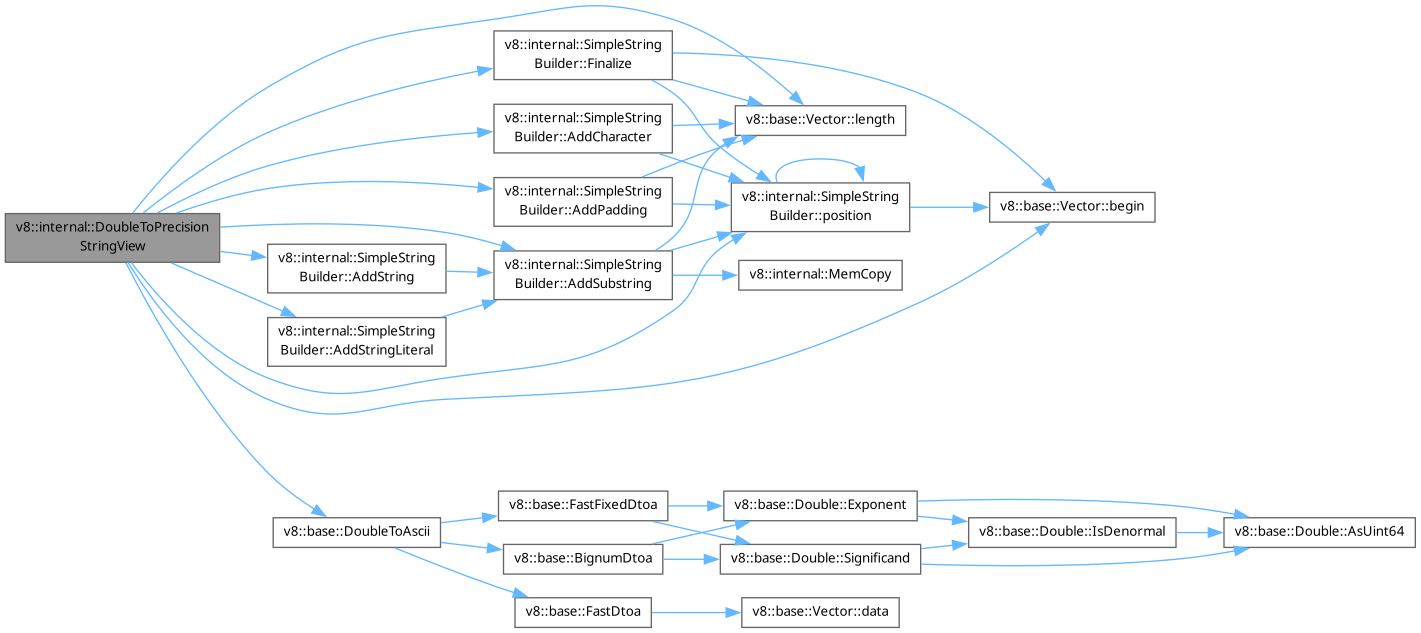 v8::internal::DoubleToPrecision
StringView
v8::internal::SimpleString
Builder::AddString
v8::internal::SimpleString
Builder::AddStringLiteral
v8::base::DoubleToAscii
v8::internal::SimpleString
Builder::Finalize
v8::internal::SimpleString
Builder::AddCharacter
v8::internal::SimpleString
Builder::AddPadding
v8::internal::SimpleString
Builder::AddSubstring
v8::base::FastFixedDtoa
v8::base::BignumDtoa
v8::base::FastDtoa
v8::base::Vector::length
v8::internal::SimpleString
Builder::position
v8::internal::MemCopy
v8::base::Double::Exponent
v8::base::Double::Significand
v8::base::Vector::data
v8::base::Vector::begin
v8::base::Double::IsDenormal
v8::base::Double::AsUint64